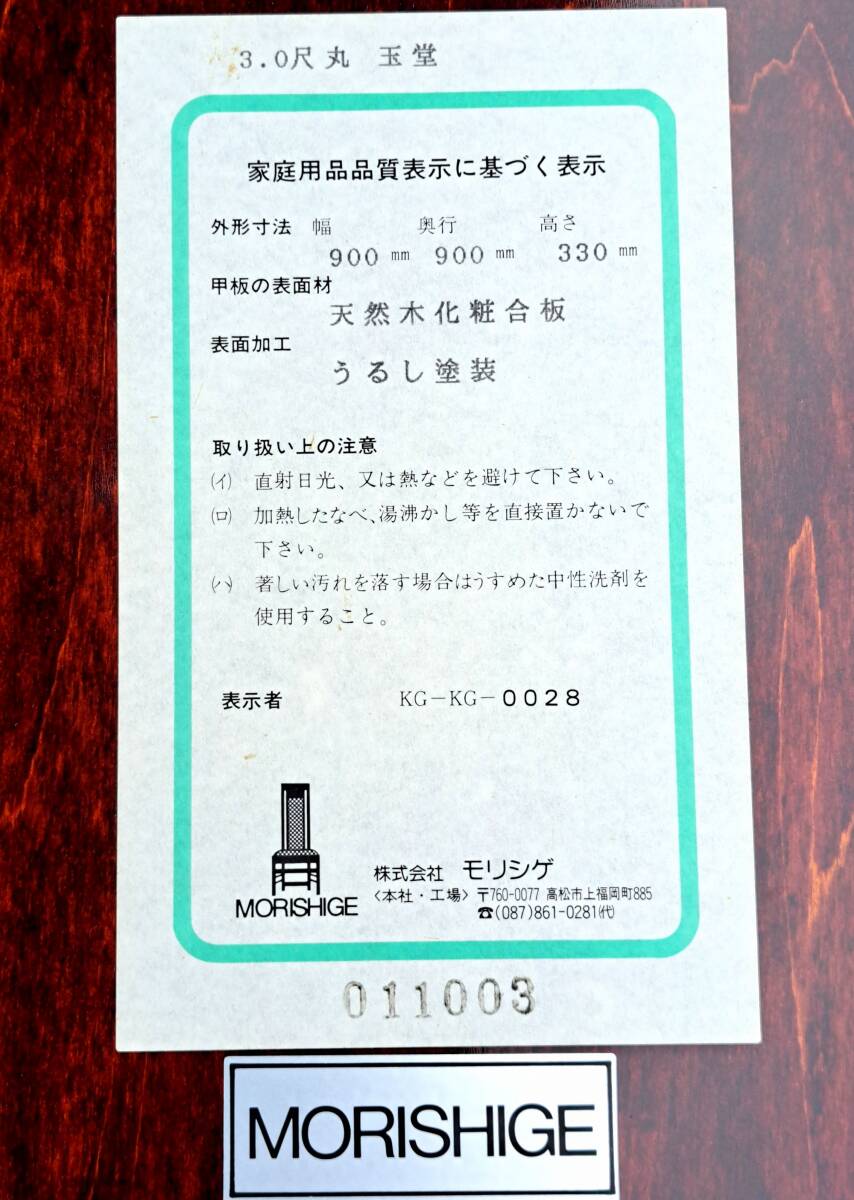 3.0尺丸 玉堂
家庭用品品質表示に基づく表示
外形寸法 幅 奥行 高さ
900 mm 900 mm 330 mm
甲板の表面材
天然木化粧合板
表面加工
うるし塗装
取り扱い上の注意
(イ) 直射日光、又は熱などを避けて下さい。
(ロ) 加熱したなべ、湯沸かし等を直接置かないで
下さい。
(ハ) 著しい汚れを落す場合はうすめた中性洗剤を
使用すること。
表示者 KG-KG-0028
株式会社 モリシゲ
MORISHIGE 〈本社・工場〉 〒760-0077 高松市上福岡町885
☎(087)861-0281(代)
011003
MORISHIGE